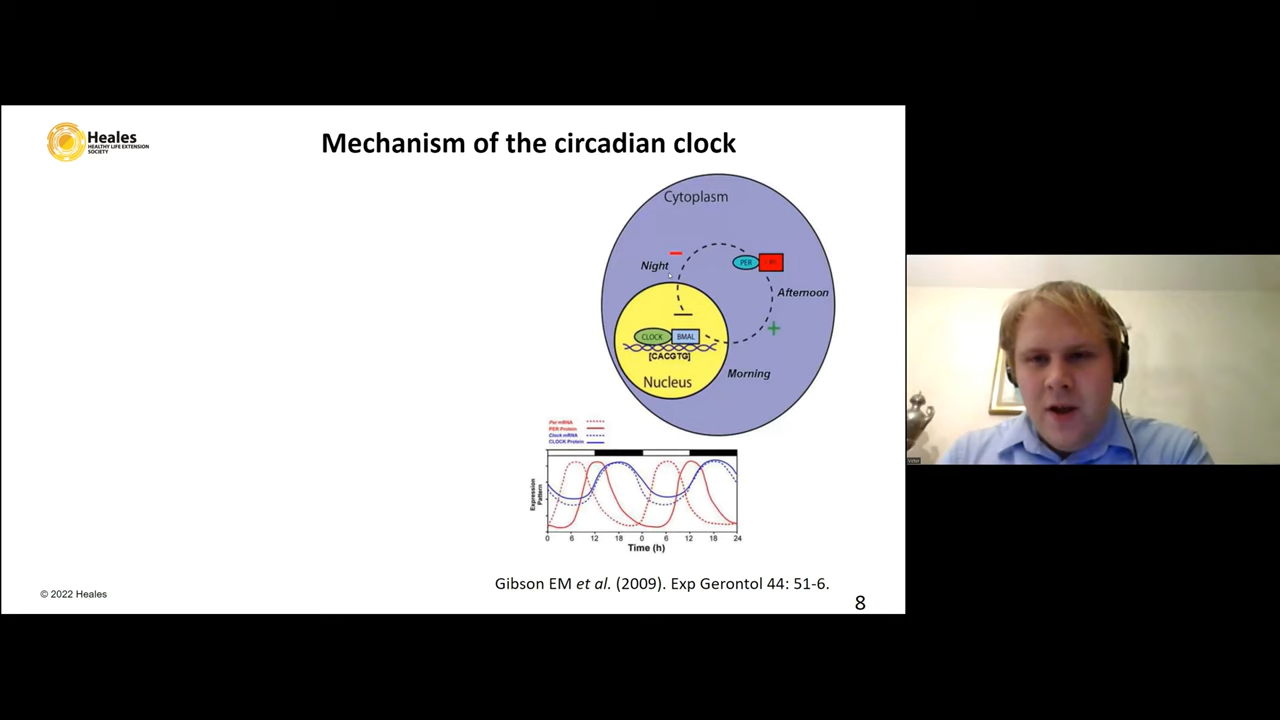 Heales
HEALTHY LIFE EXTENSION
SOCIETY
Mechanism of the circadian clock
Cytoplasm
Night
PER
Afternoon
+
CLOCK BMAL
[CACGTG]
Nucleus
Morning
Per mRNA
PER Protein
Clock mRNA
CLOCK Protein
Expression
Pattern
0 6 12 18 0 6 12 18 24
Time (h)
Gibson EM et al. (2009). Exp Gerontol 44: 51-6.
© 2022 Heales
8